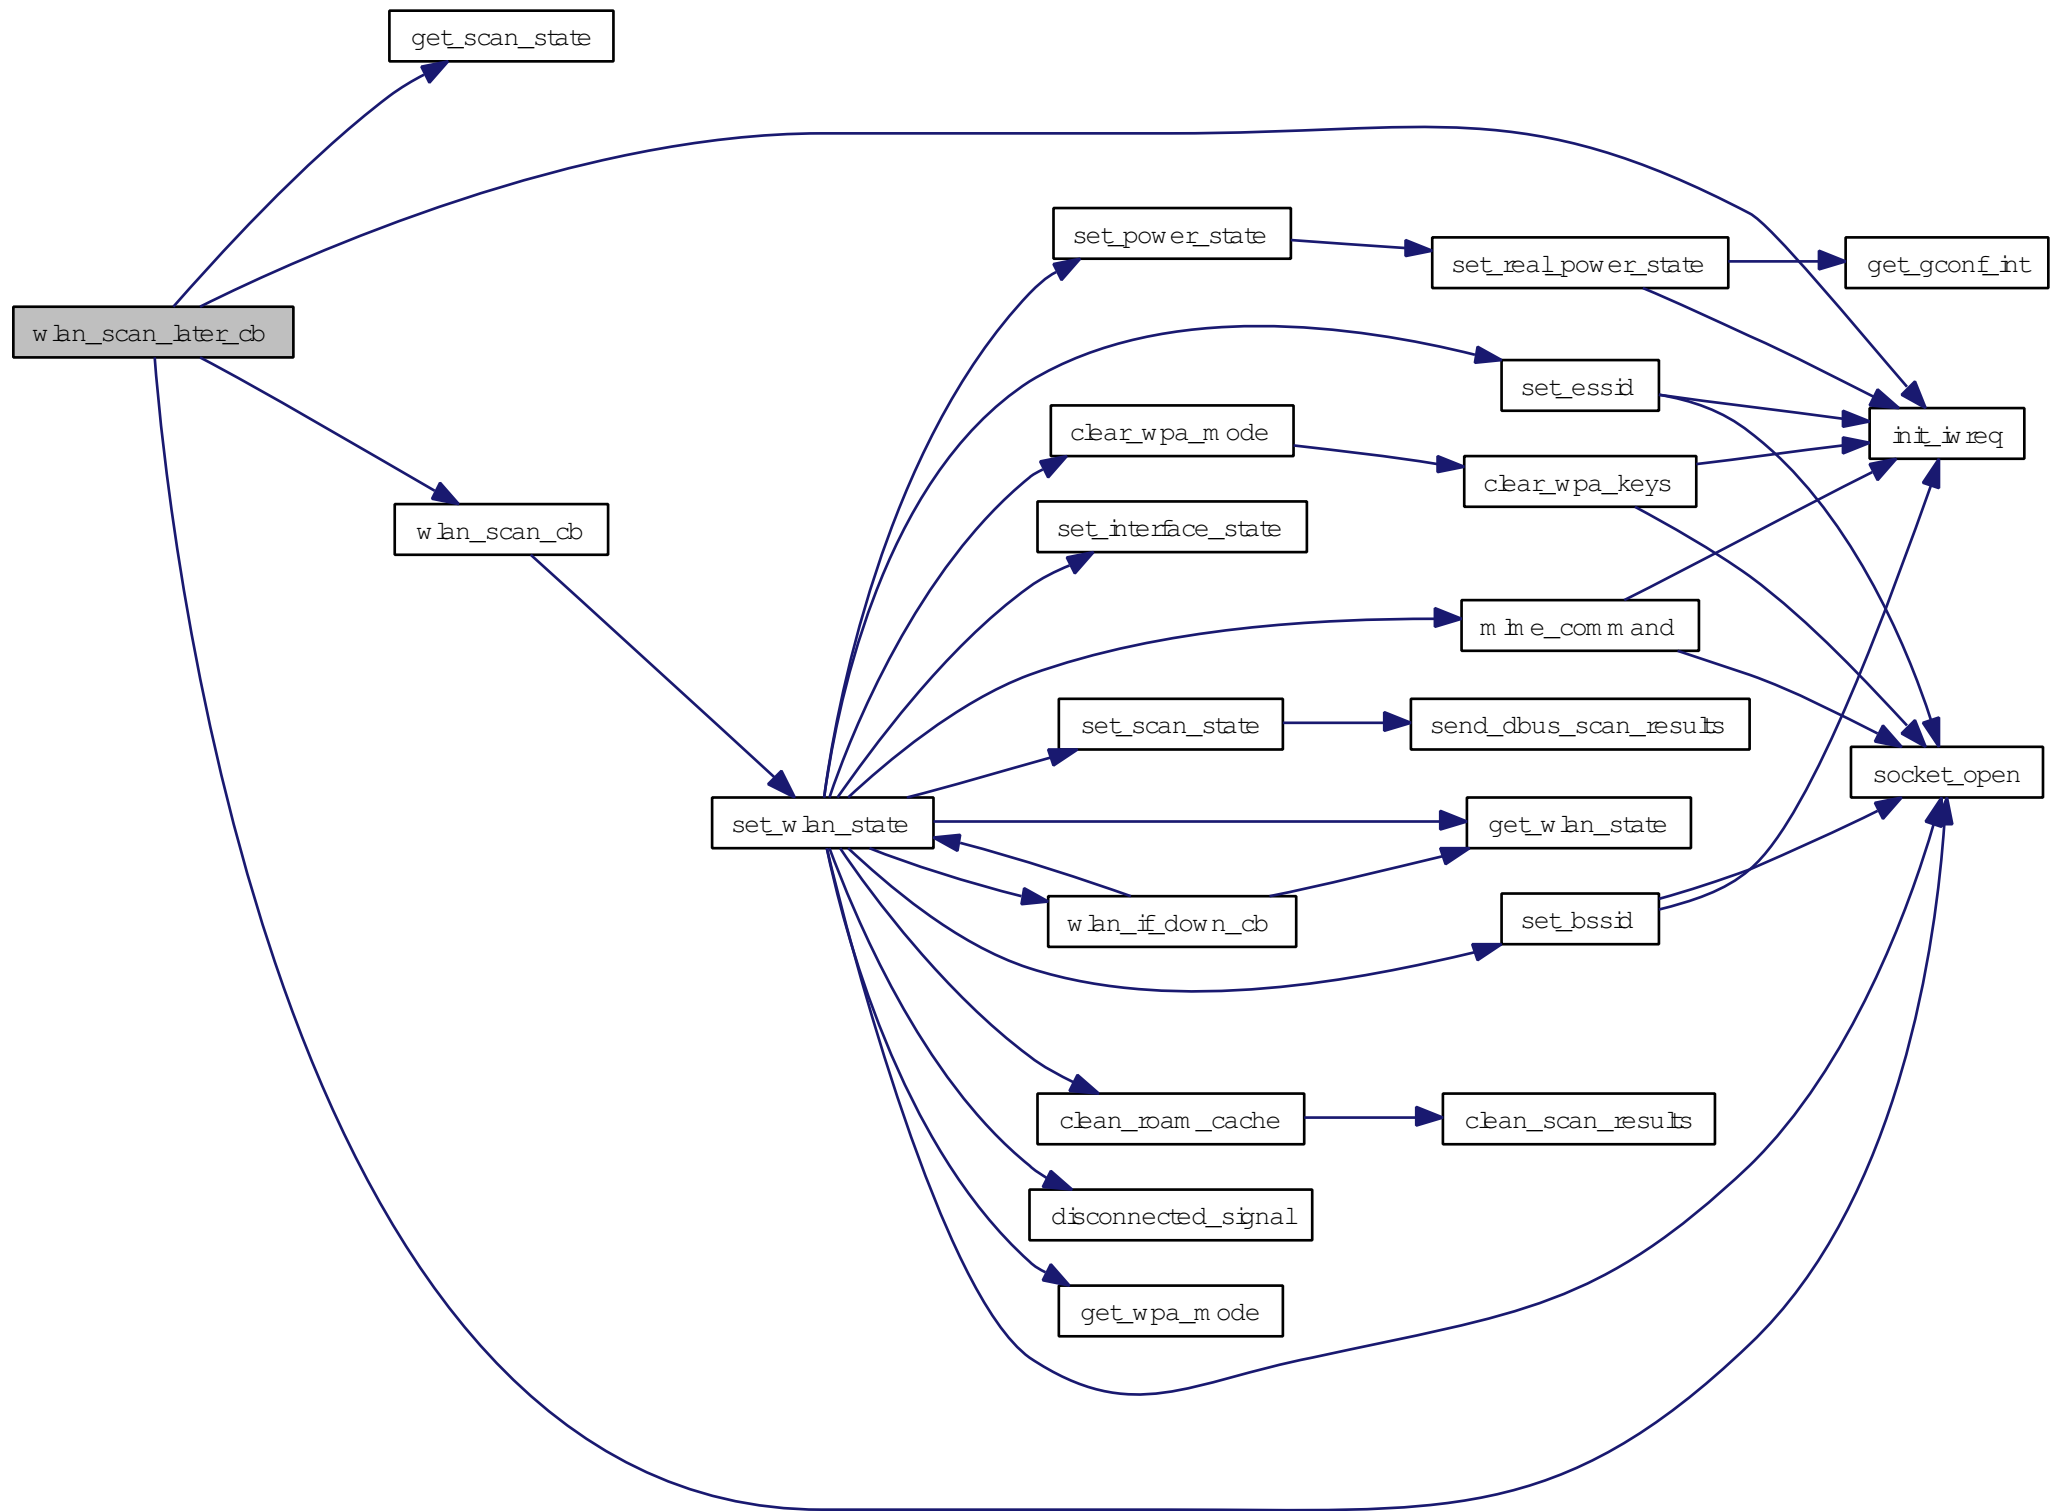 get_scan_state
set_power_state
set_real_power_state
get_gconf_int
wlan_scan_later_cb
set_essid
clear_wpa_mode
init_iwreq
clear_wpa_keys
wlan_scan_cb
set_interface_state
mlme_command
set_scan_state
send_dbus_scan_results
socket_open
set_wlan_state
get_wlan_state
wlan_if_down_cb
set_bssid
clean_roam_cache
clean_scan_results
disconnected_signal
get_wpa_mode